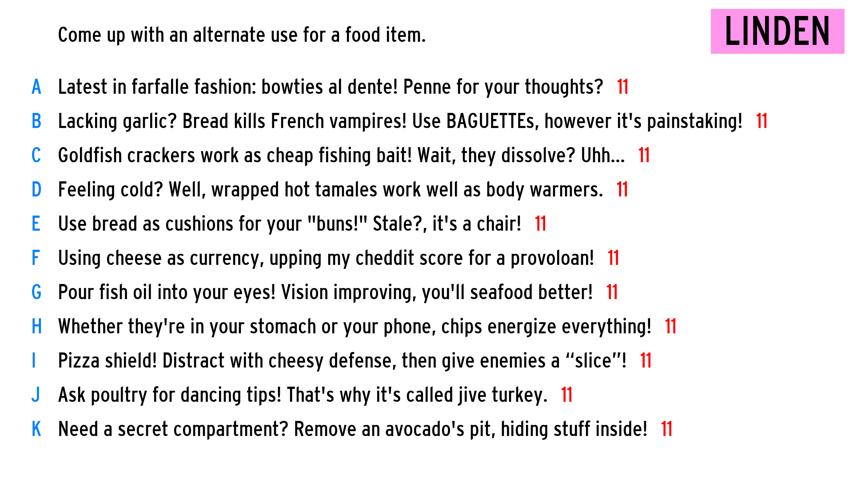 Come up with an alternate use for a food item.
LINDEN
A Latest in farfalle fashion: bowties al dente! Penne for your thoughts? 11
B Lacking garlic? Bread kills French vampires! Use BAGUETTEs, however it's painstaking! 11
C Goldfish crackers work as cheap fishing bait! Wait, they dissolve? Uhh... 11
D Feeling cold? Well, wrapped hot tamales work well as body warmers. 11
E Use bread as cushions for your "buns!" Stale?, it's a chair! 11
F Using cheese as currency, upping my cheddit score for a provoloan! 11
G Pour fish oil into your eyes! Vision improving, you'll seafood better! 11
H Whether they're in your stomach or your phone, chips energize everything! 11
I Pizza shield! Distract with cheesy defense, then give enemies a “slice”! 11
J Ask poultry for dancing tips! That's why it's called jive turkey. 11
K Need a secret compartment? Remove an avocado's pit, hiding stuff inside! 11